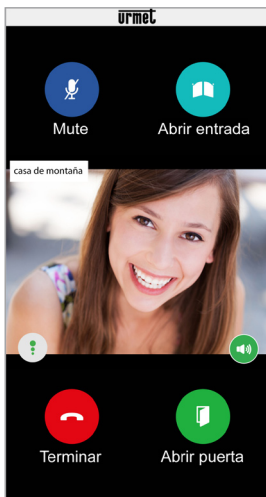 urmet
Mute
Abrir entrada
casa de montaña
Terminar
Abrir puerta